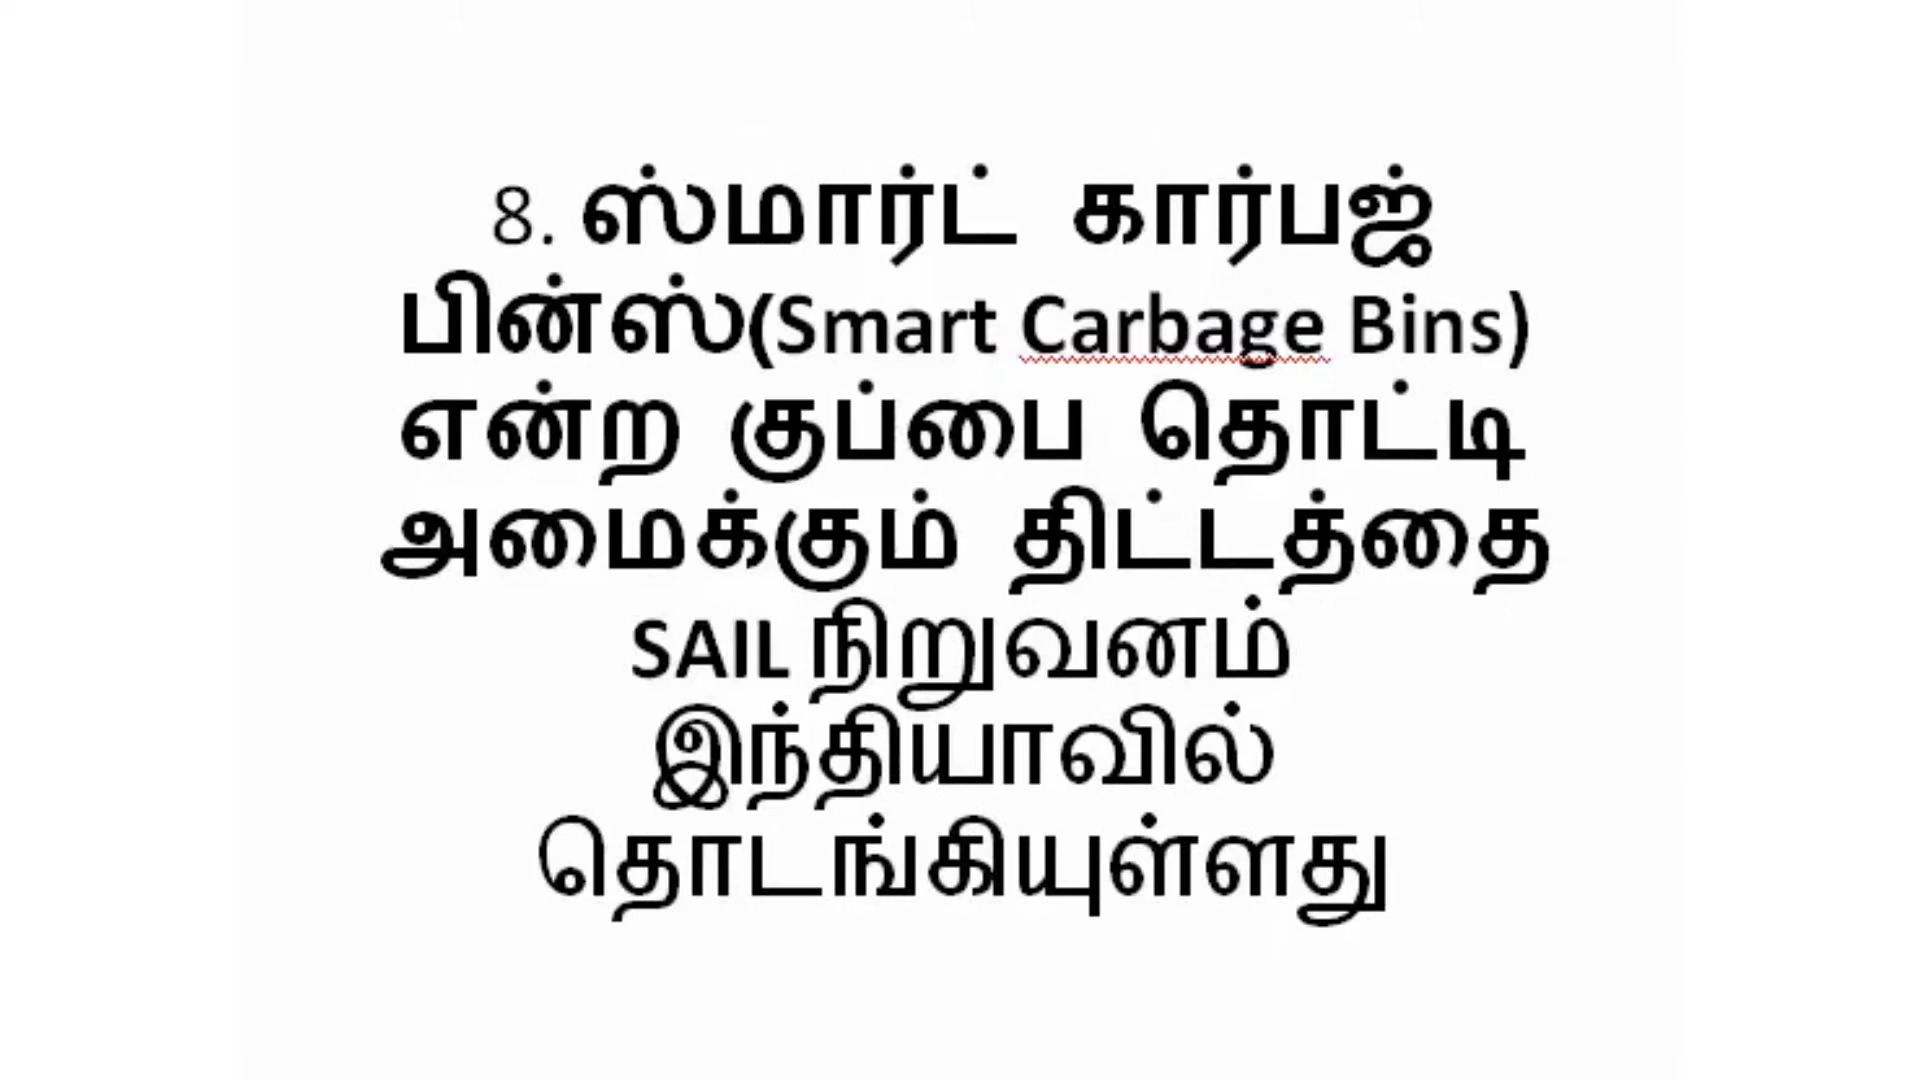 8. ஸ்மார்ட் கார்பஜ்
பின்ஸ்(Smart Carbage Bins)
என்ற குப்பை தொட்டி
அமைக்கும் திட்டத்தை
SAIL நிறுவனம்
இந்தியாவில்
தொடங்கியுள்ளது